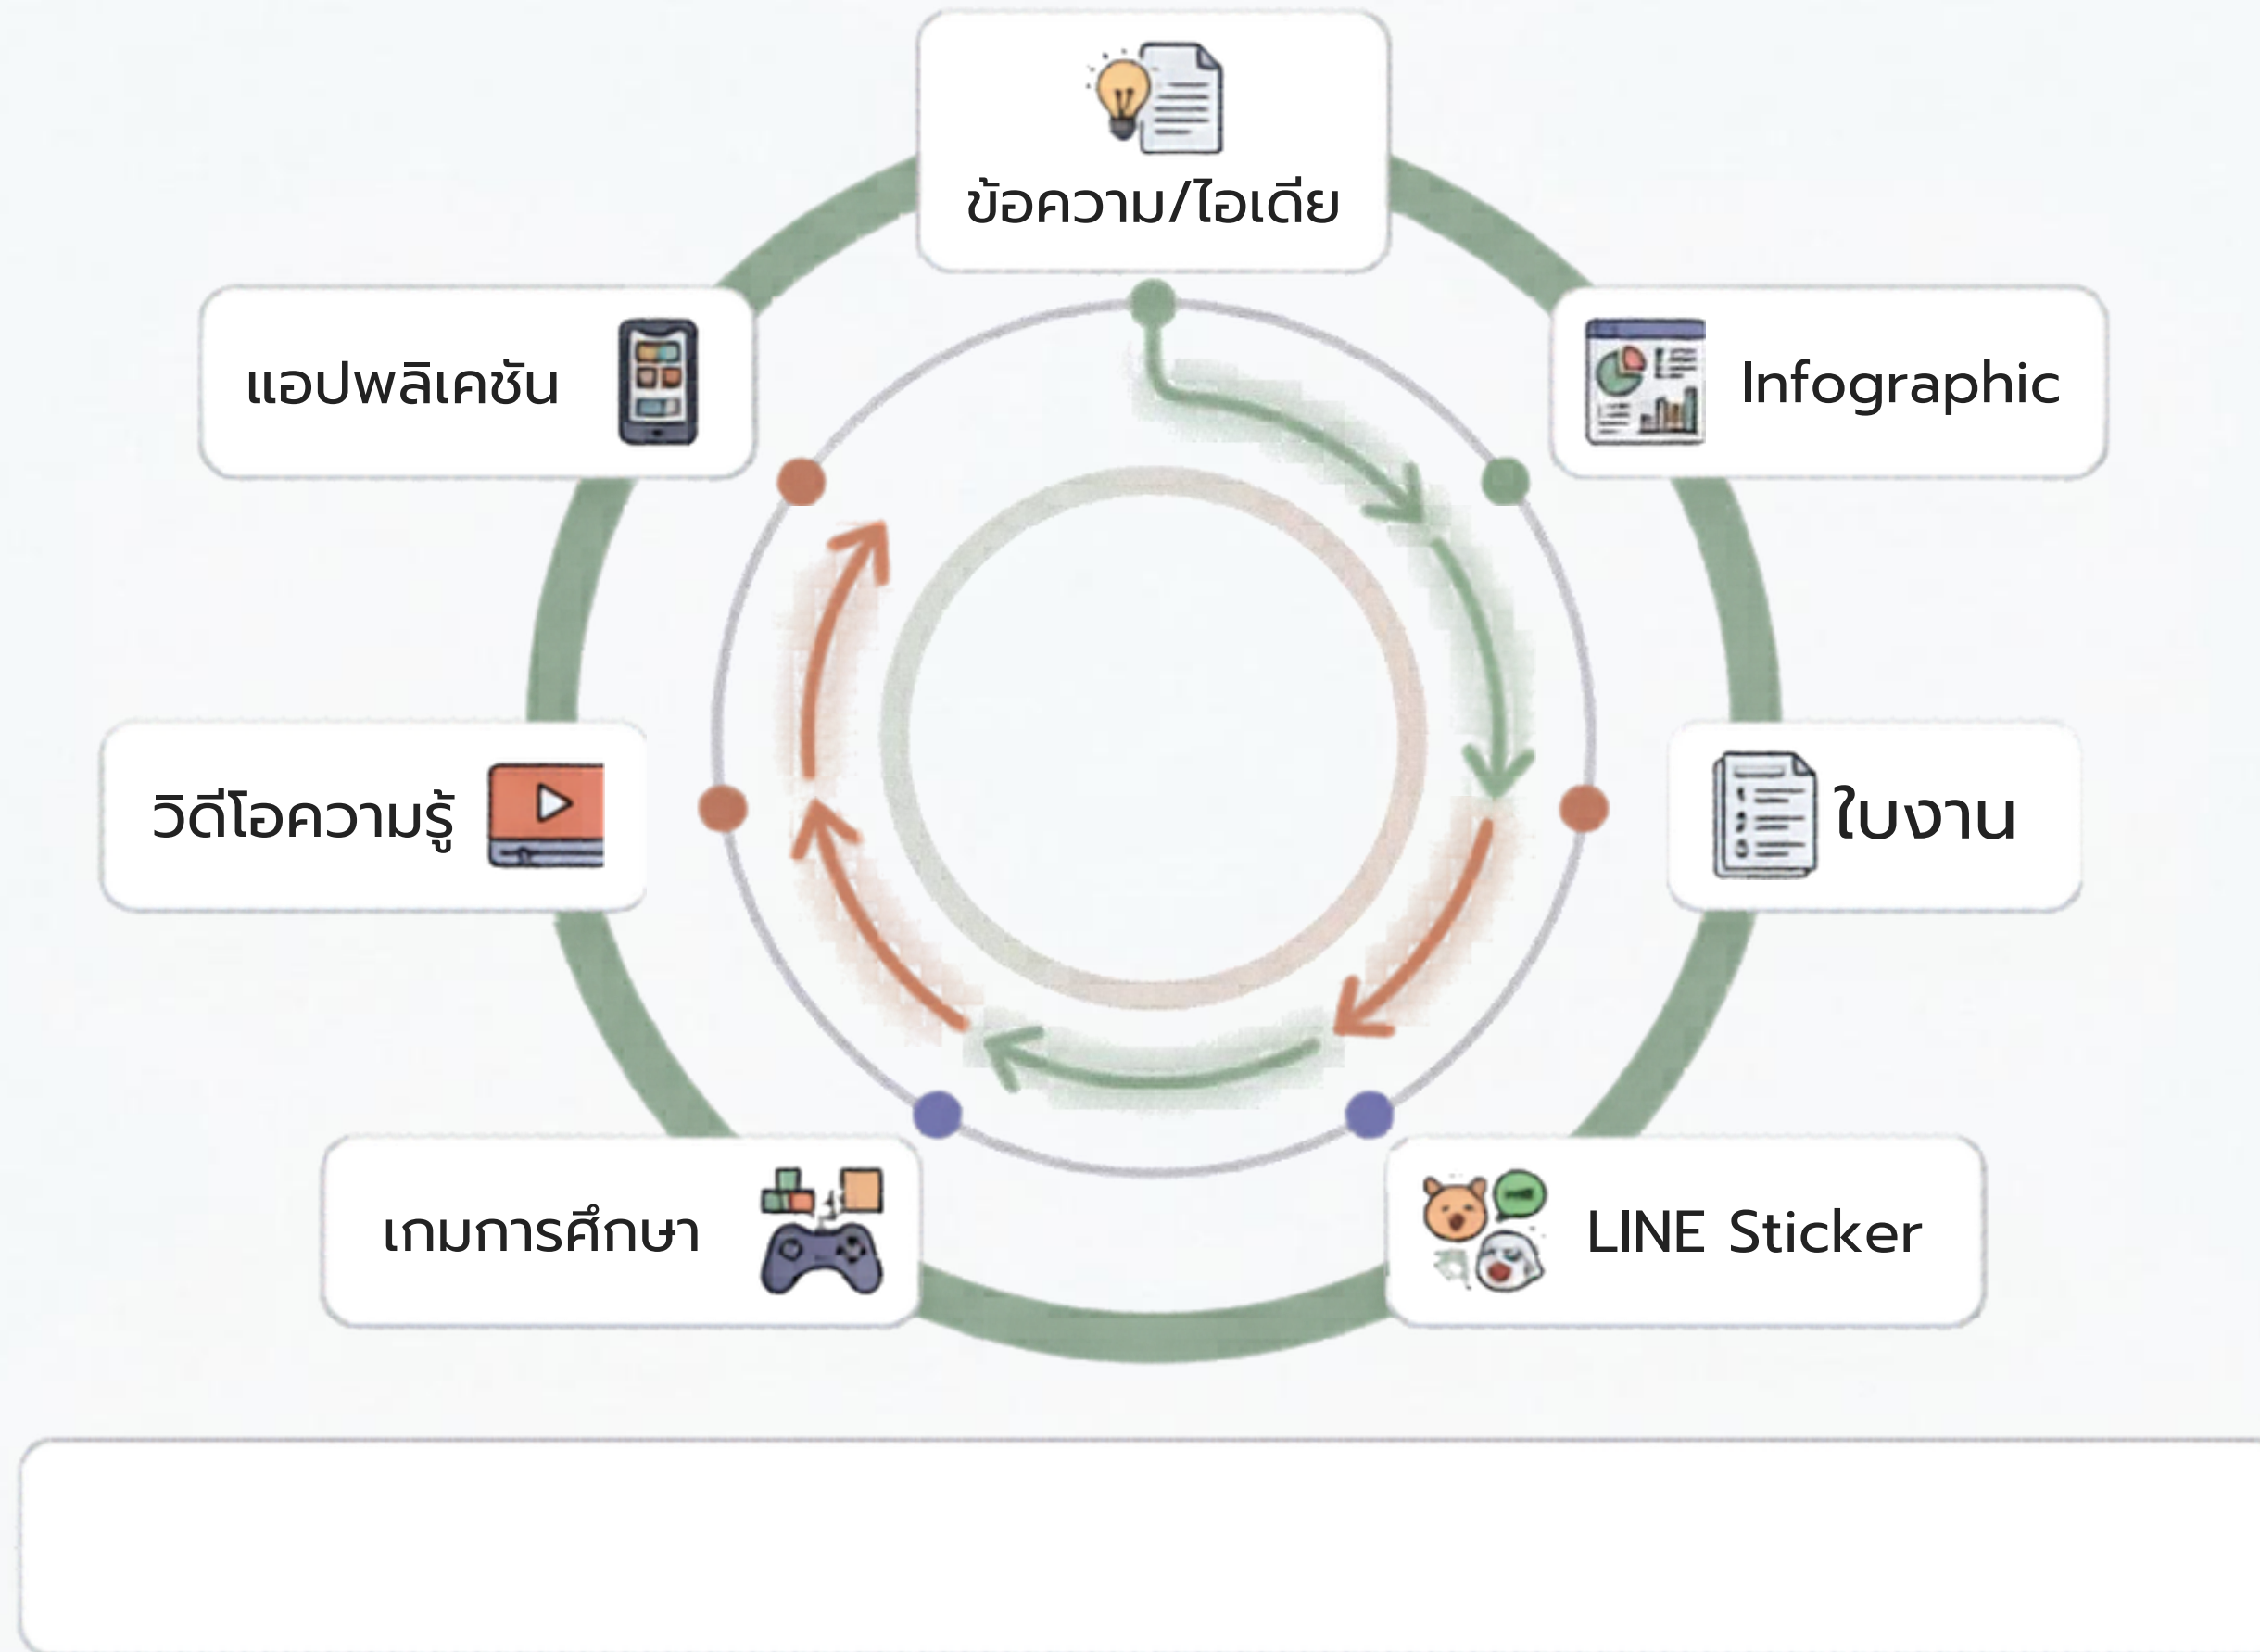 ข้อความ/ไอเดีย
แอปพลิเคชัน
Infographic
วิดีโอความรู้
ใบงาน
เกมการศึกษา
LINE Sticker